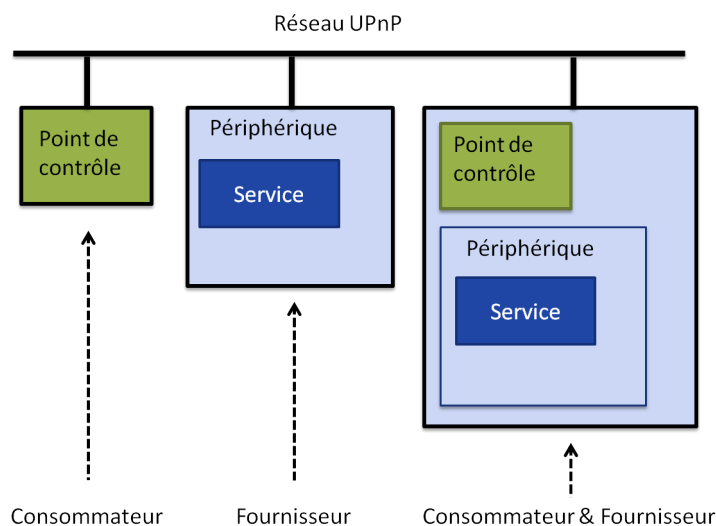 Réseau UPnP
Point de
contrôle
Périphérique
Service
Point de
contrôle
Périphérique
Service
Consommateur
Fournisseur
Consommateur & Fournisseur